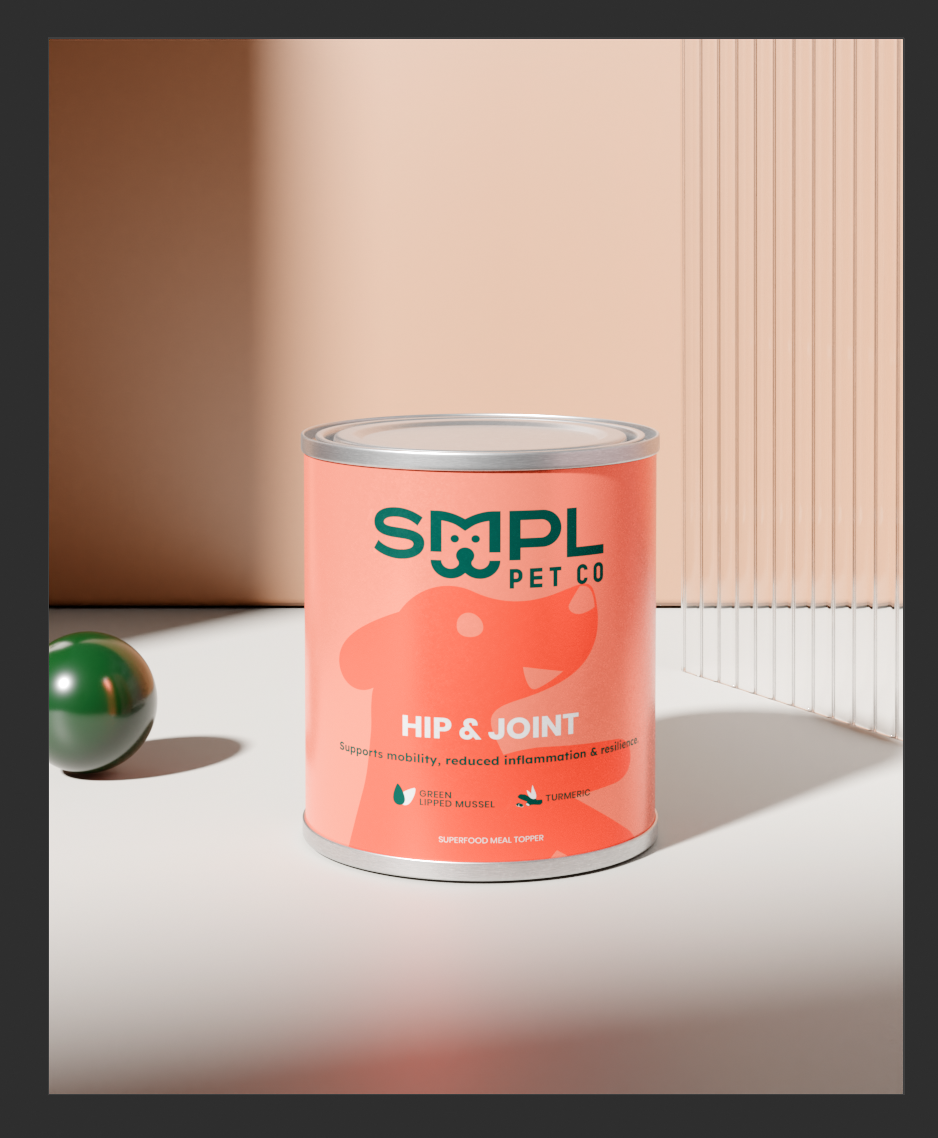 SMPL
PET CO
HIP & JOINT
Supports mobility, reduced inflammation & resilience.
GREEN
LIPPED MUSSEL
TURMERIC
SUPERFOOD MEAL TOPPER